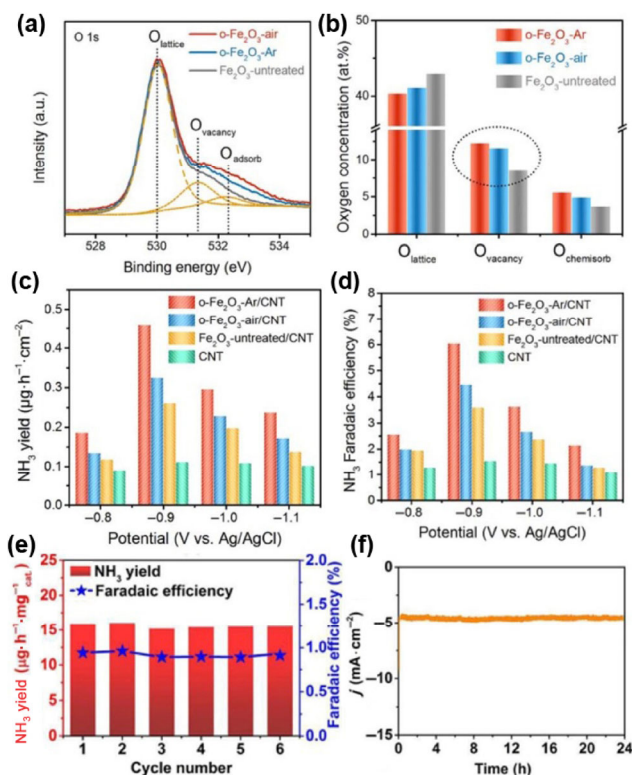 (a)
O 1s
O lattice
o-Fe₂O₃-air
o-Fe₂O₃-Ar
Fe₂O₃-untreated
O vacancy
O adsorb
Intensity (a.u.)
528 530 532 534
Binding energy (eV)
(b)
o-Fe₂O₃-Ar
o-Fe₂O₃-air
Fe₂O₃-untreated
Oxygen concentration (at.%)
40
10
5
0
O lattice O vacancy O chemisorb
(c)
o-Fe₂O₃-Ar/CNT
o-Fe₂O₃-air/CNT
Fe₂O₃-untreated/CNT
CNT
NH₃ yield (μg·h⁻¹·cm⁻²)
0.5
0.4
0.3
0.2
0.1
0.0
−0.8 −0.9 −1.0 −1.1
Potential (V vs. Ag/AgCl)
(d)
o-Fe₂O₃-Ar/CNT
o-Fe₂O₃-air/CNT
Fe₂O₃-untreated/CNT
CNT
NH₃ Faradaic efficiency (%)
8
7
6
5
4
3
2
1
0
−0.8 −0.9 −1.0 −1.1
Potential (V vs. Ag/AgCl)
(e)
NH₃ yield
Faradaic efficiency
NH₃ yield (μg·h⁻¹·mg⁻¹cat.)
25
20
15
10
5
0
Faradaic efficiency (%)
2.0
1.5
1.0
0.5
0.0
1 2 3 4 5 6
Cycle number
(f)
j (mA·cm⁻²)
0
−5
−10
−15
0 4 8 12 16 20 24
Time (h)